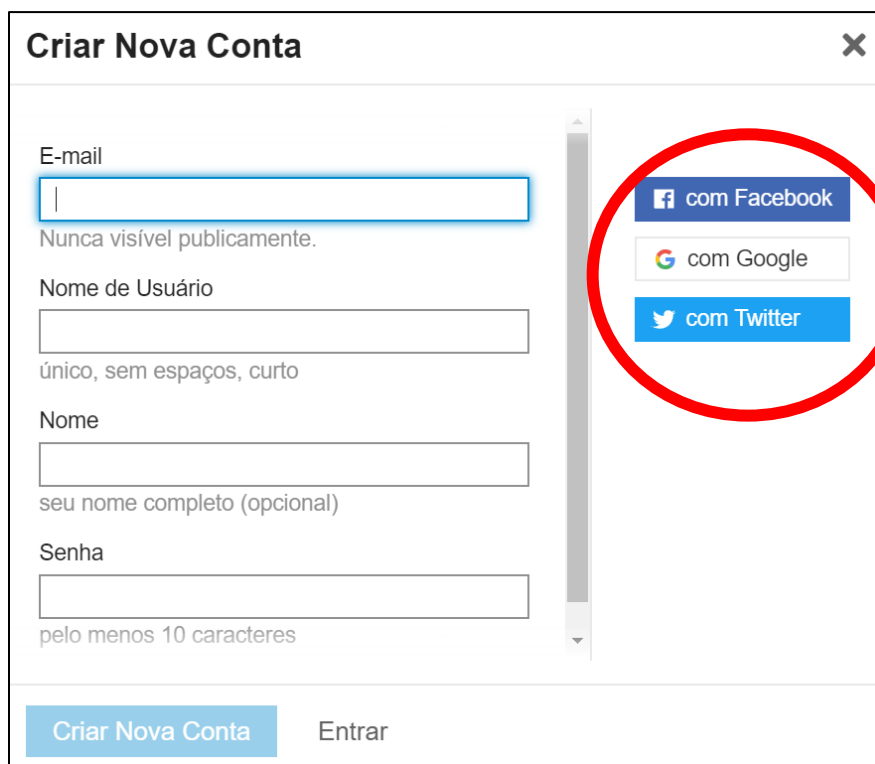 Criar Nova Conta
E-mail
Nunca visível publicamente.
Nome de Usuário
único, sem espaços, curto
Nome
seu nome completo (opcional)
Senha
pelo menos 10 caracteres
com Facebook
com Google
com Twitter
Criar Nova Conta
Entrar